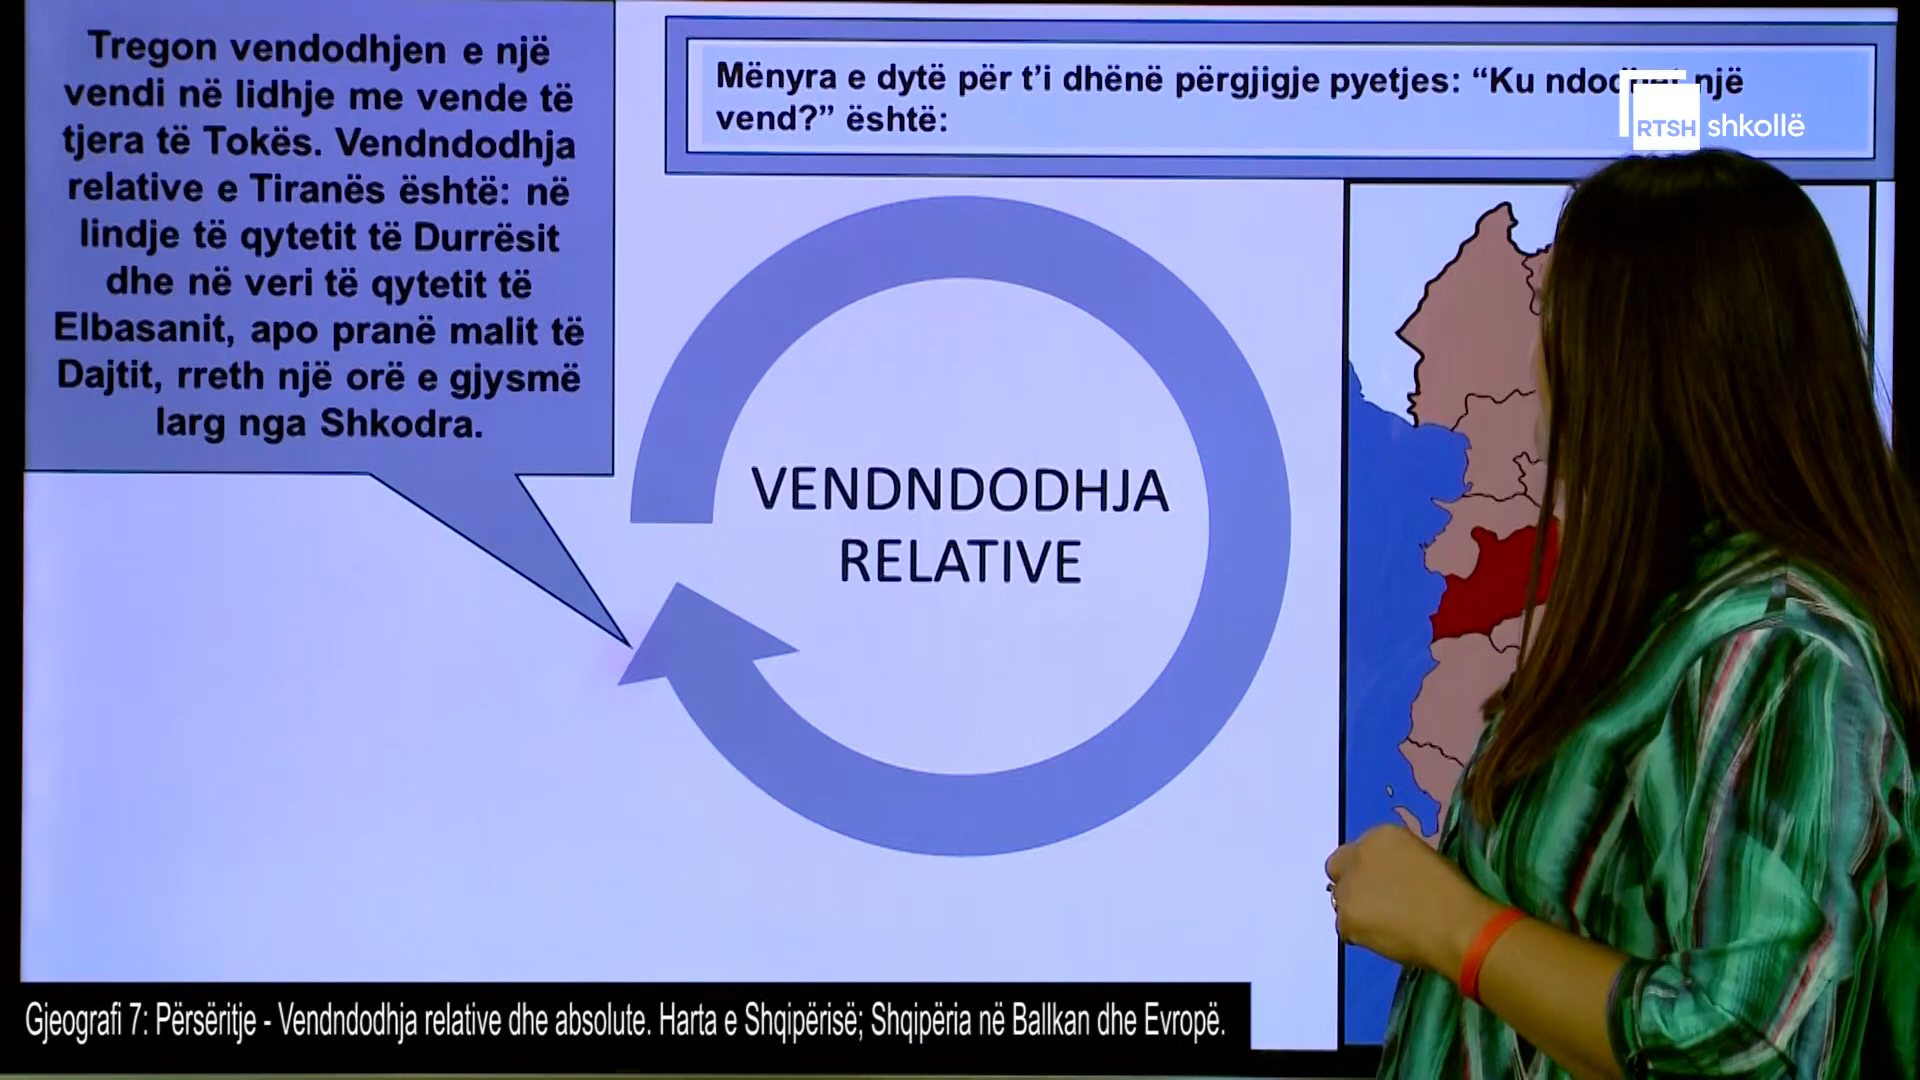 Tregon vendodhjen e një
vendi në lidhje me vende të
tjera të Tokës. Vendndodhja
relative e Tiranës është: në
lindje të qytetit të Durrësit
dhe në veri të qytetit të
Elbasanit, apo pranë malit të
Dajtit, rreth një orë e gjysmë
larg nga Shkodra.
Mënyra e dytë për t’i dhënë përgjigje pyetjes: “Ku një
vend?” është:
RTSH shkollë
VENDNDODHJA
RELATIVE
Gjeografi 7: Përsëritje - Vendndodhja relative dhe absolute. Harta e Shqipërisë; Shqipëria në Ballkan dhe Evropë.